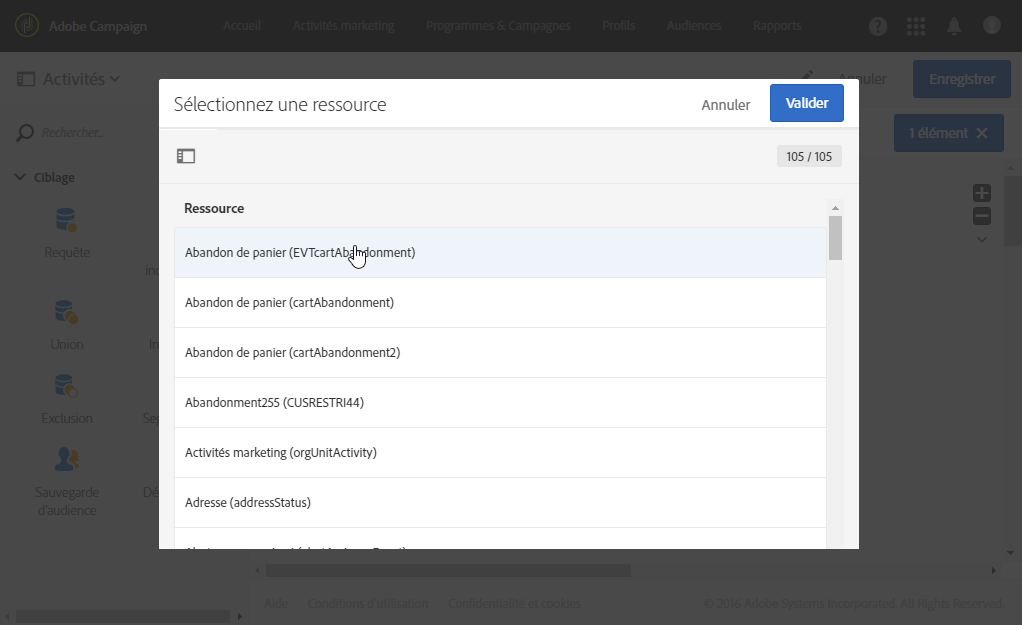 Adobe Campaign
Accueil
Activités marketing
Programmes & Campagnes
Profils
Audiences
Rapports
Activités
Annuler
Enregistrer
Sélectionnez une ressource
Annuler
Valider
Rechercher...
1 élément
105 / 105
Ciblage
Ressource
Requête
Abandon de panier (EVTcartAbandonment)
Abandon de panier (cartAbandonment)
Union
Abandon de panier (cartAbandonment2)
Abandonment255 (CUSRESTRI44)
Exclusion
Activités marketing (orgUnitActivity)
Sauvegarde
d'audience
Adresse (addressStatus)
Aide
Conditions d'utilisation
Confidentialité et cookies
© 2016 Adobe Systems Incorporated. All Rights Reserved.